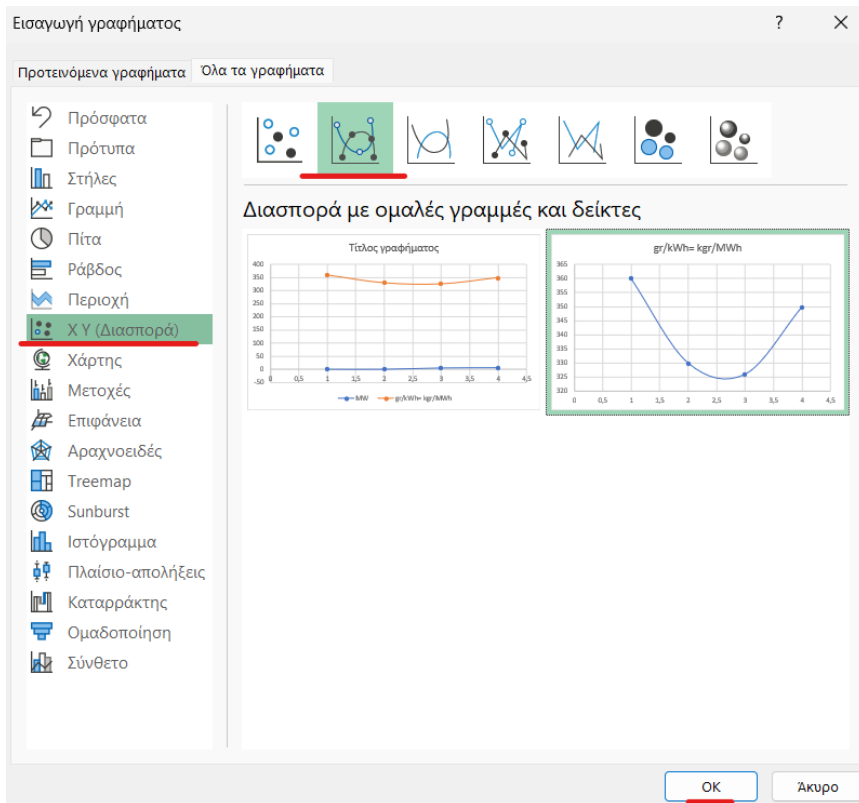 Εισαγωγή γραφήματος ?
Προτεινόμενα γραφήματα Όλα τα γραφήματα
Πρόσφατα
Πρότυπα
Στήλες
Γραμμή
Πίτα
Ράβδος
Περιοχή
X Y (Διασπορά)
Χάρτης
Μετοχές
Επιφάνεια
Αραχνοειδές
Treemap
Sunburst
Ιστόγραμμα
Πλαίσιο-απολήξεις
Καταρράκτης
Ομαδοποίηση
Σύνθετο
Διασπορά με ομαλές γραμμές και δείκτες
Τίτλος γραφήματος
400
350
300
250
200
150
100
50
0
-50
0 0,5 1 1,5 2 2,5 3 3,5 4 4,5
MW gr/kWh= kgr/MWh
gr/kWh= kgr/MWh
365
360
355
350
345
340
335
330
325
320
0 0,5 1 1,5 2 2,5 3 3,5 4 4,5
OK Άκυρο